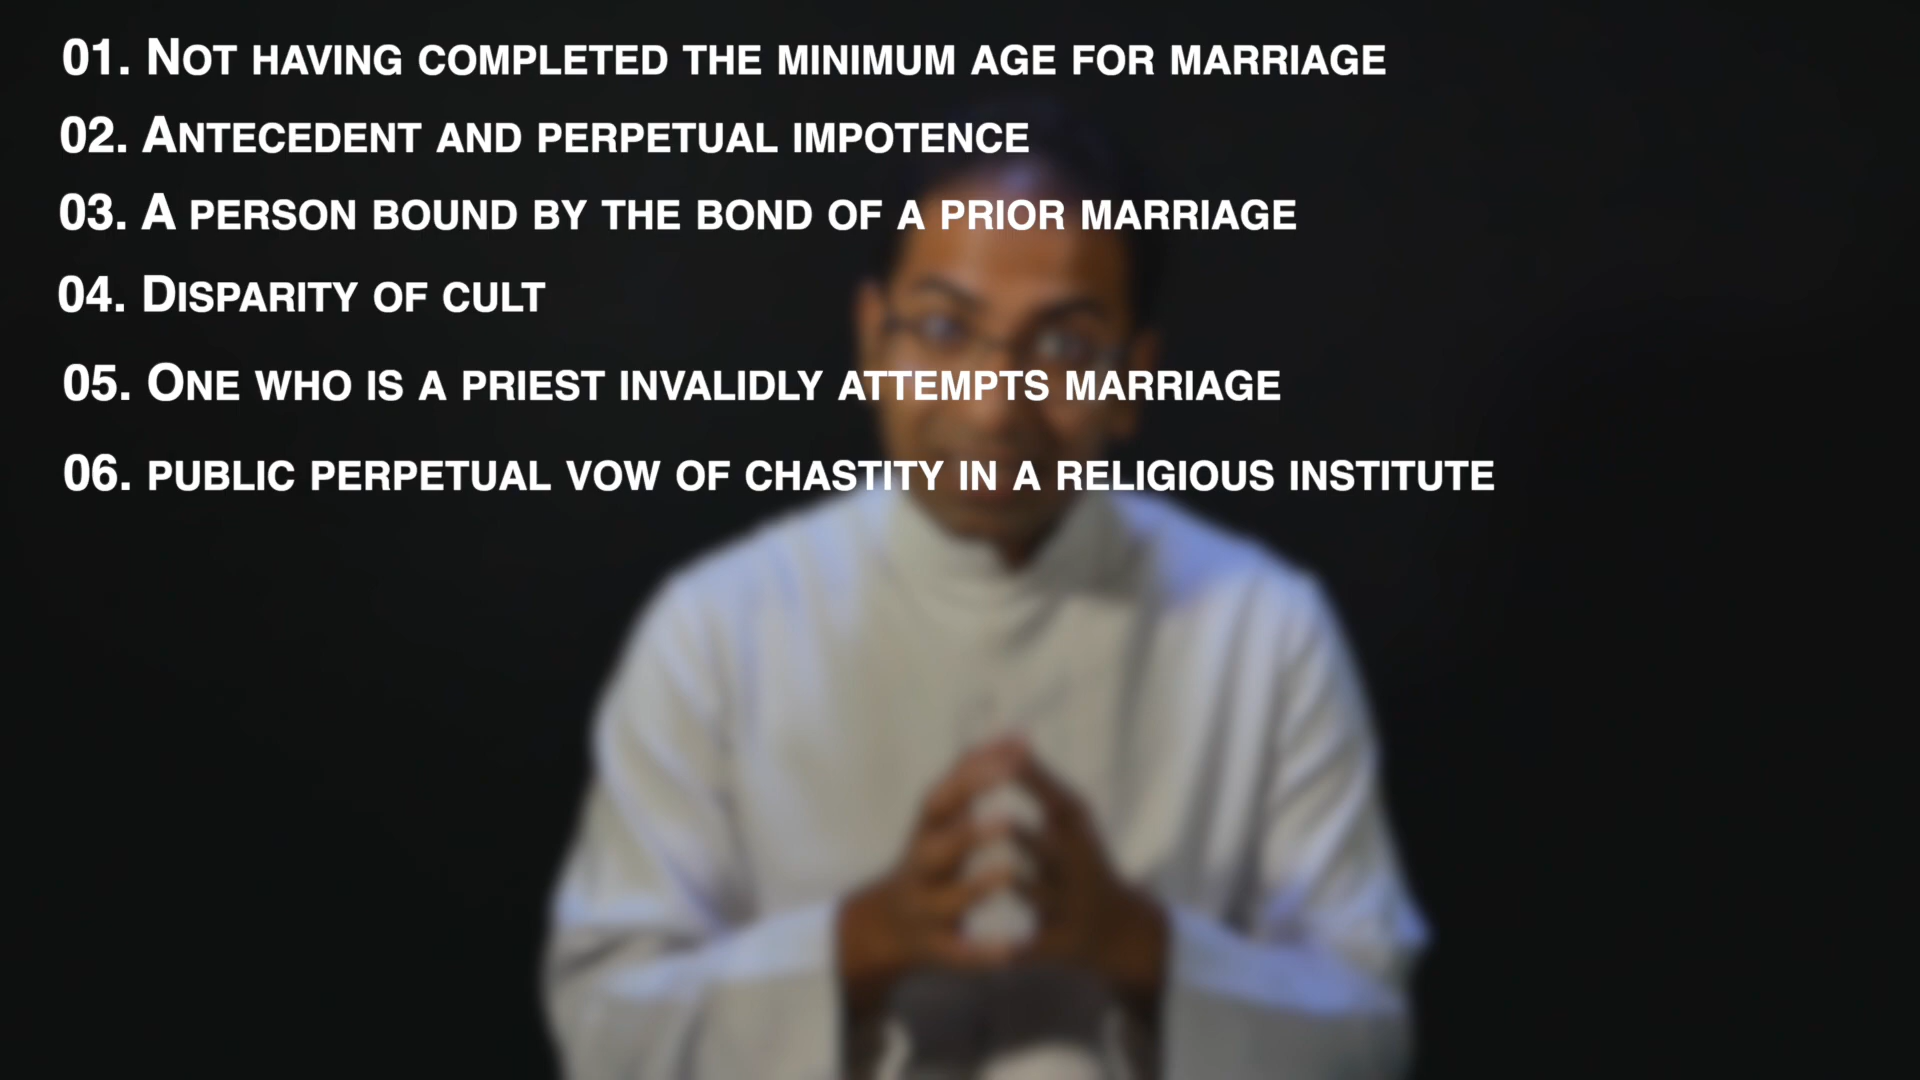 01. Not having completed the minimum age for marriage
02. Antecedent and perpetual impotence
03. A person bound by the bond of a prior marriage
04. Disparity of cult
05. One who is a priest invalidly attempts marriage
06. public perpetual vow of chastity in a religious institute